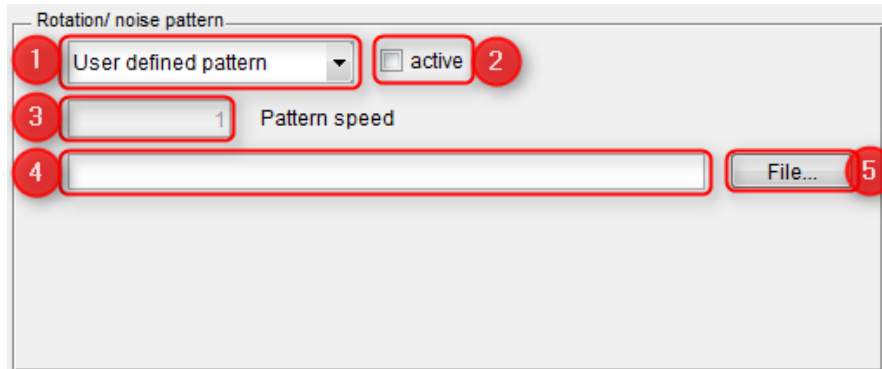 Rotation/ noise pattern
1 User defined pattern active 2
3 1 Pattern speed
4 File... 5